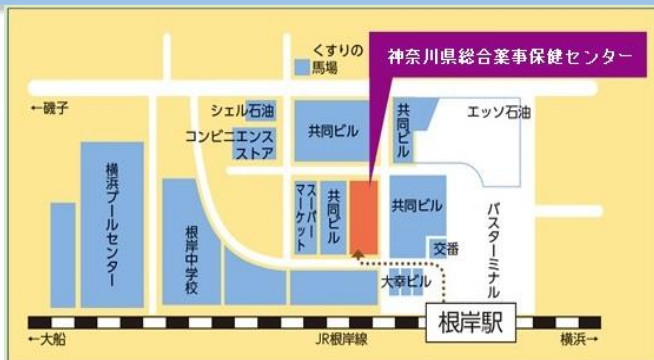 くすりの
馬場
神奈川県総合薬事保健センター
←磯子
シェル石油
コンビニエンス
ストア
共同ビル
共同ビル
エッソ石油
横浜プールセンター
根岸中学校
スーパー
マーケット
共同ビル
共同ビル
交番
バスターミナル
大幸ビル
根岸駅
←大船
JR根岸線
横浜→